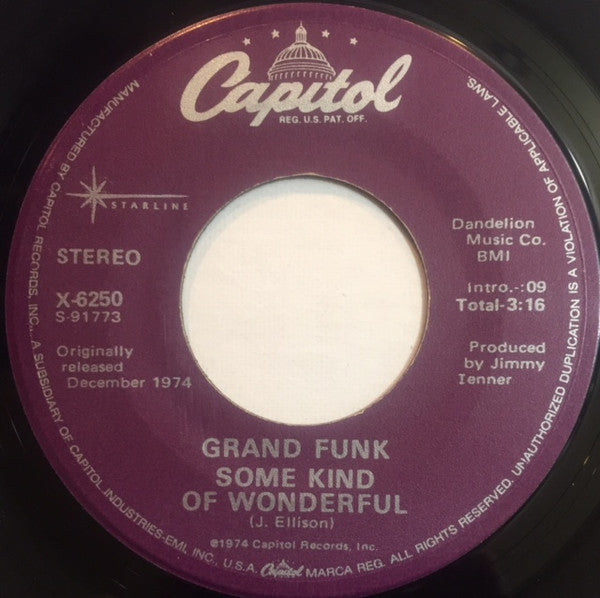 Capitol
REG. U.S. PAT. OFF.
STARLINE
STEREO
X-6250
S-91773
Originally
released
December 1974
Dandelion
Music Co.
BMI
Intro.-:09
Total-3:16
Produced
by Jimmy
Ienner
GRAND FUNK
SOME KIND
OF WONDERFUL
(J. Ellison)
℗1974 Capitol Records, Inc.
MANUFACTURED BY CAPITOL RECORDS, INC., A SUBSIDIARY OF CAPITOL INDUSTRIES-EMI, INC., U.S.A. Capitol MARCA REG. ALL RIGHTS RESERVED. UNAUTHORIZED DUPLICATION IS A VIOLATION OF APPLICABLE LAWS.